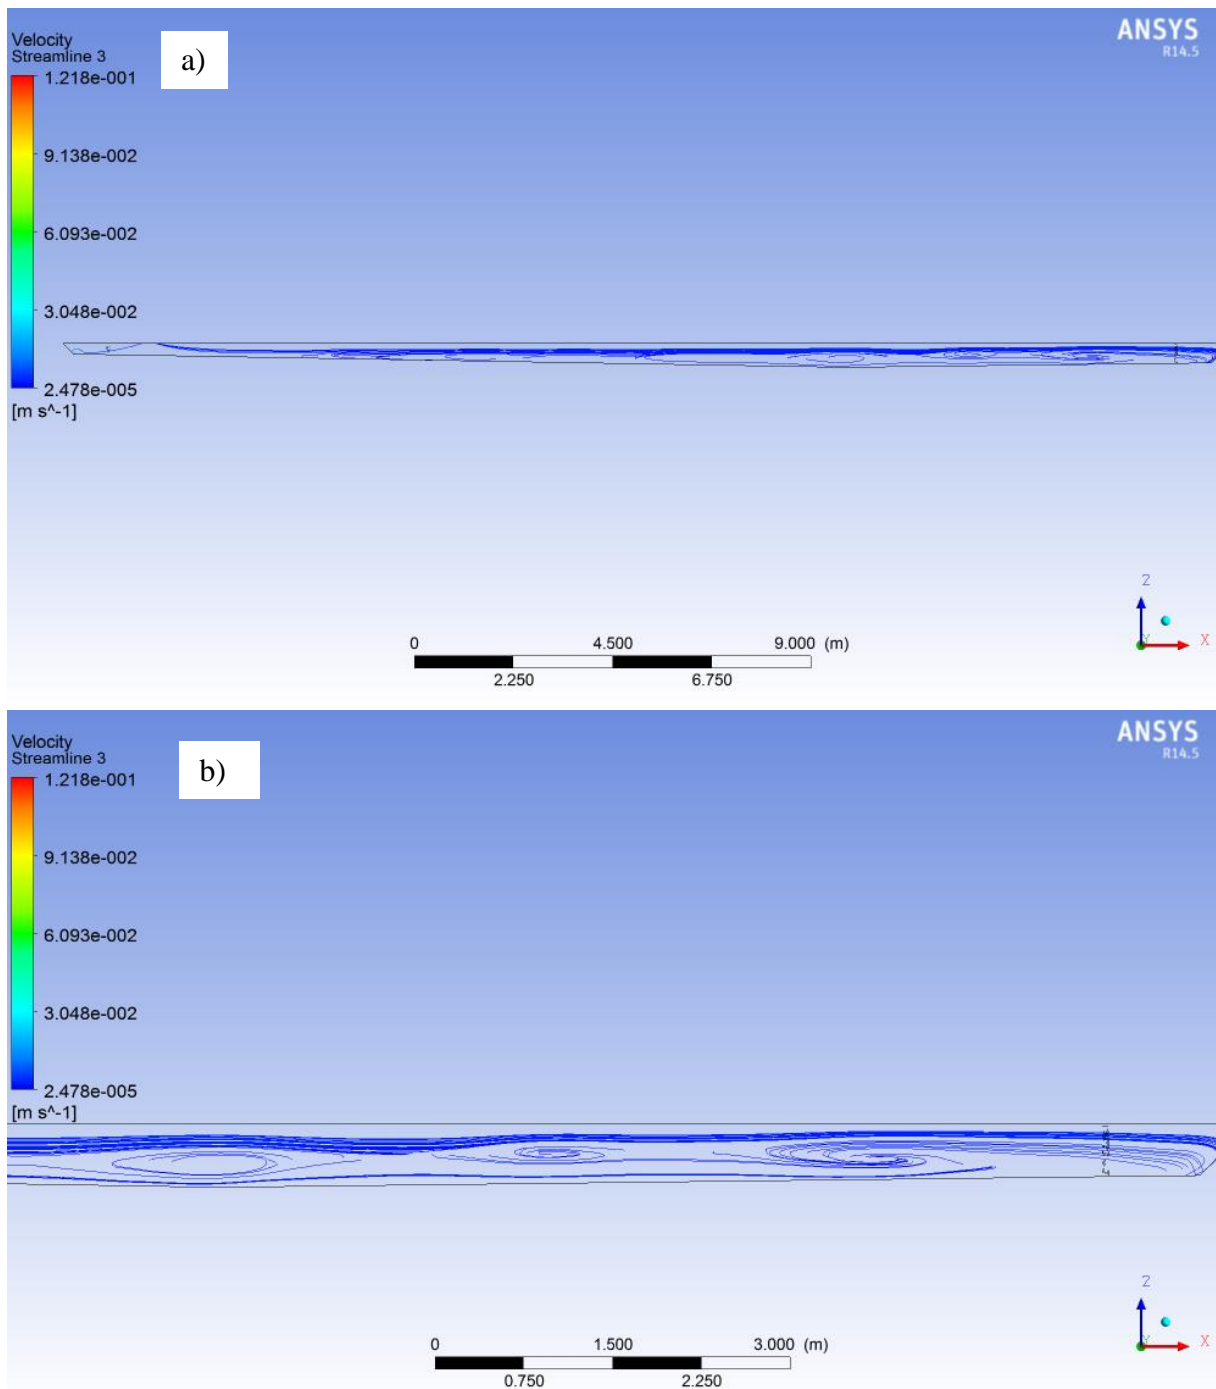 Velocity
Streamline 3
a)
ANSYS
R14.5
1.218e-001
9.138e-002
6.093e-002
3.048e-002
2.478e-005
[m s^-1]
Z
Y
X
0 4.500 9.000 (m)
2.250 6.750
Velocity
Streamline 3
b)
ANSYS
R14.5
1.218e-001
9.138e-002
6.093e-002
3.048e-002
2.478e-005
[m s^-1]
Z
Y
X
0 1.500 3.000 (m)
0.750 2.250